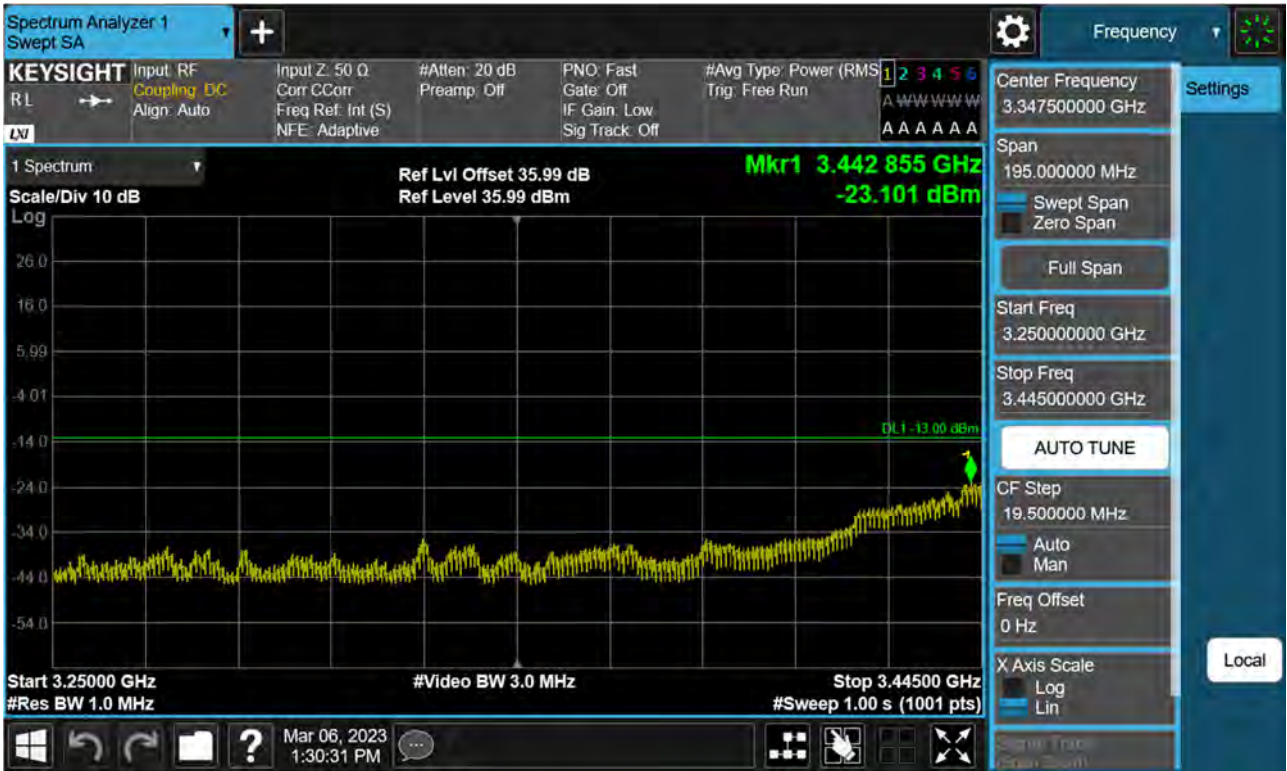 Spectrum Analyzer 1
Swept SA
+
Frequency
KEYSIGHT
RL
LXI
Input: RF
Coupling: DC
Align: Auto
Input Z: 50 Ω
Corr CCorr
Freq Ref: Int (S)
NFE: Adaptive
#Atten: 20 dB
Preamp: Off
PNO: Fast
Gate: Off
IF Gain: Low
Sig Track: Off
#Avg Type: Power (RMS
Trig: Free Run
1 2 3 4 5 6
A W W W W W
A A A A A A
1 Spectrum
Scale/Div 10 dB
Log
Ref Lvl Offset 35.99 dB
Ref Level 35.99 dBm
Mkr1 3.442 855 GHz
-23.101 dBm
26.0
16.0
5.99
-4.01
-14.0
-24.0
-34.0
-44.0
-54.0
DL1 -13.00 dBm
1
Start 3.25000 GHz
#Res BW 1.0 MHz
#Video BW 3.0 MHz
Stop 3.44500 GHz
#Sweep 1.00 s (1001 pts)
Center Frequency
3.347500000 GHz
Settings
Span
195.000000 MHz
Swept Span
Zero Span
Full Span
Start Freq
3.250000000 GHz
Stop Freq
3.445000000 GHz
AUTO TUNE
CF Step
19.500000 MHz
Auto
Man
Freq Offset
0 Hz
X Axis Scale
Log
Lin
Local
?
Mar 06, 2023
1:30:31 PM